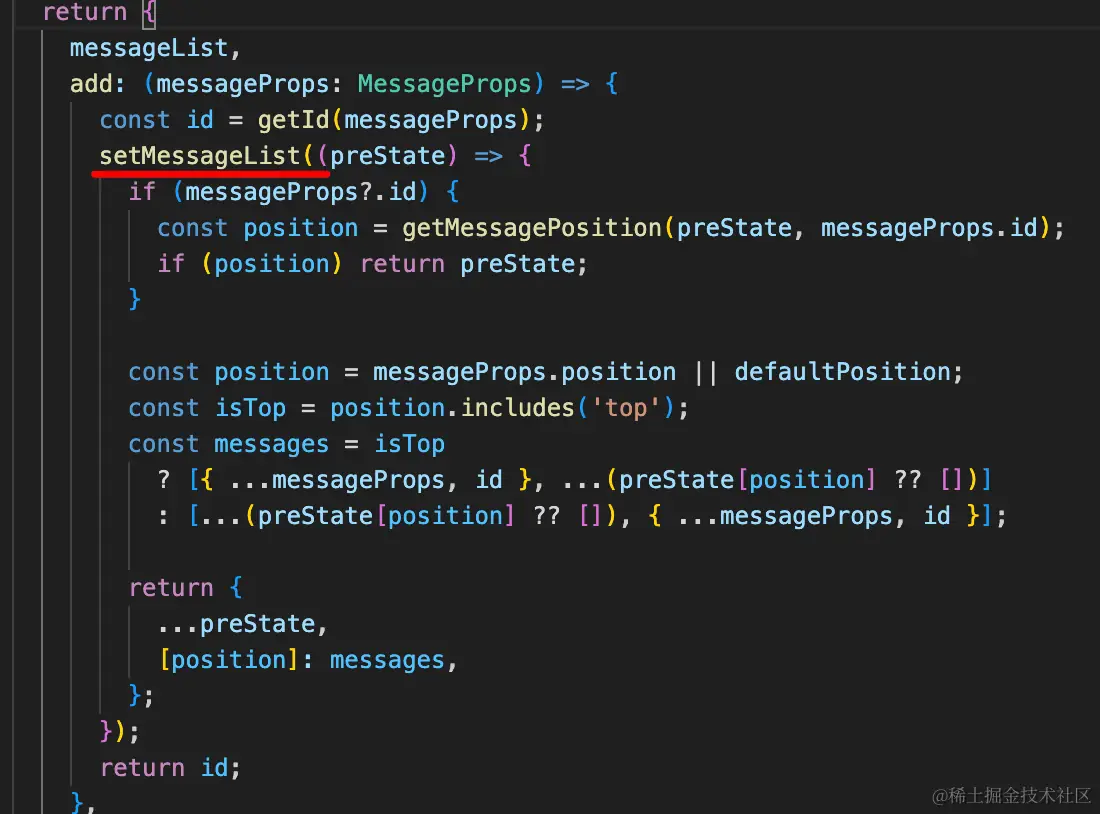 return {
messageList,
add: (messageProps: MessageProps) => {
const id = getId(messageProps);
setMessageList((preState) => {
if (messageProps?.id) {
const position = getMessagePosition(preState, messageProps.id);
if (position) return preState;
}
const position = messageProps.position || defaultPosition;
const isTop = position.includes('top');
const messages = isTop
? [{ ...messageProps, id }, ...(preState[position] ?? [])]
: [...(preState[position] ?? []), { ...messageProps, id }];
return {
...preState,
[position]: messages,
};
});
return id;
},
@稀土掘金技术社区